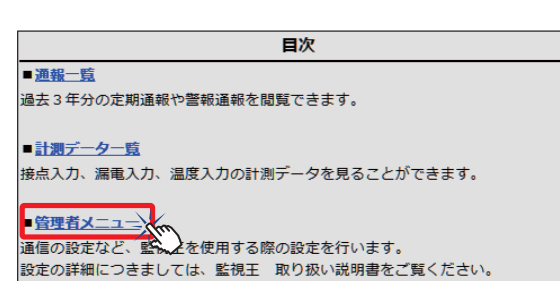 目次
■通報一覧
過去３年分の定期通報や警報通報を閲覧できます。
■計測データ一覧
接点入力、漏電入力、温度入力の計測データを見ることができます。
■管理者メニュー
通信の設定など、監視王を使用する際の設定を行います。
設定の詳細につきましては、監視王　取り扱い説明書をご覧ください。